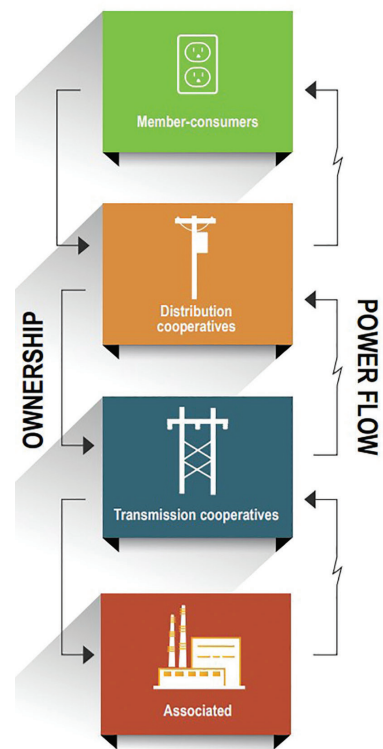 Member-consumers
Distribution
cooperatives
OWNERSHIP
POWER FLOW
Transmission cooperatives
Associated